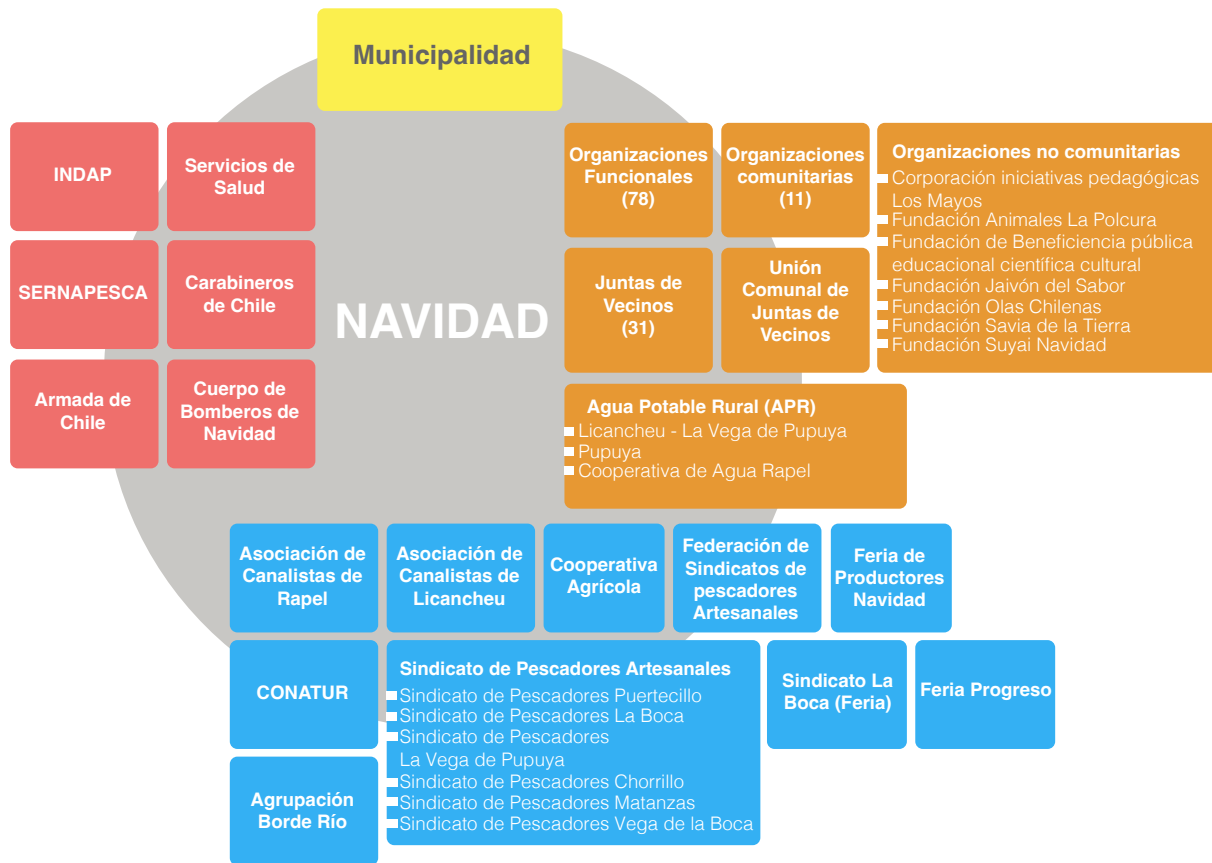 Municipalidad
INDAP
Servicios de
Salud
SERNAPESCA
Carabineros
de Chile
Armada de
Chile
Cuerpo de
Bomberos de
Navidad
NAVIDAD
Organizaciones
Funcionales
(78)
Organizaciones
comunitarias
(11)
Organizaciones no comunitarias
Corporación iniciativas pedagógicas
Los Mayos
Fundación Animales La Polcura
Fundación de Beneficiencia pública
educacional científica cultural
Fundación Jaivón del Sabor
Fundación Olas Chilenas
Fundación Savia de la Tierra
Fundación Suyai Navidad
Juntas de
Vecinos
(31)
Unión
Comunal de
Juntas de
Vecinos
Agua Potable Rural (APR)
Licancheu - La Vega de Pupuya
Pupuya
Cooperativa de Agua Rapel
Asociación de
Canalistas de
Rapel
Asociación de
Canalistas de
Licancheu
Cooperativa
Agrícola
Federación de
Sindicatos de
pescadores
Artesanales
Feria de
Productores
Navidad
CONATUR
Sindicato de Pescadores Artesanales
Sindicato de Pescadores Puertecillo
Sindicato de Pescadores La Boca
Sindicato de Pescadores
La Vega de Pupuya
Sindicato de Pescadores Chorrillo
Sindicato de Pescadores Matanzas
Sindicato de Pescadores Vega de la Boca
Sindicato La
Boca (Feria)
Feria Progreso
Agrupación
Borde Río